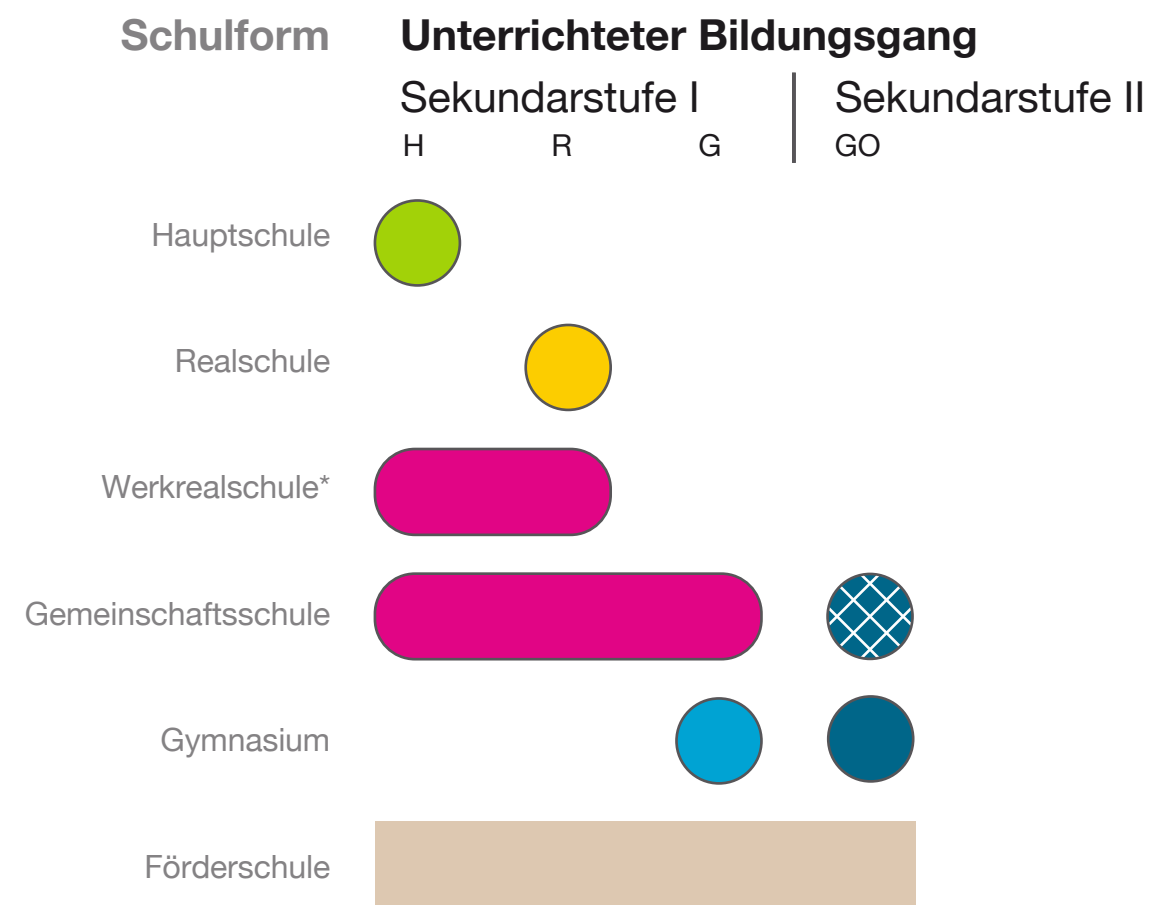 Schulform Unterrichteter Bildungsgang
Sekundarstufe I Sekundarstufe II
H R G GO
Hauptschule
Realschule
Werkrealschule*
Gemeinschaftsschule
Gymnasium
Förderschule